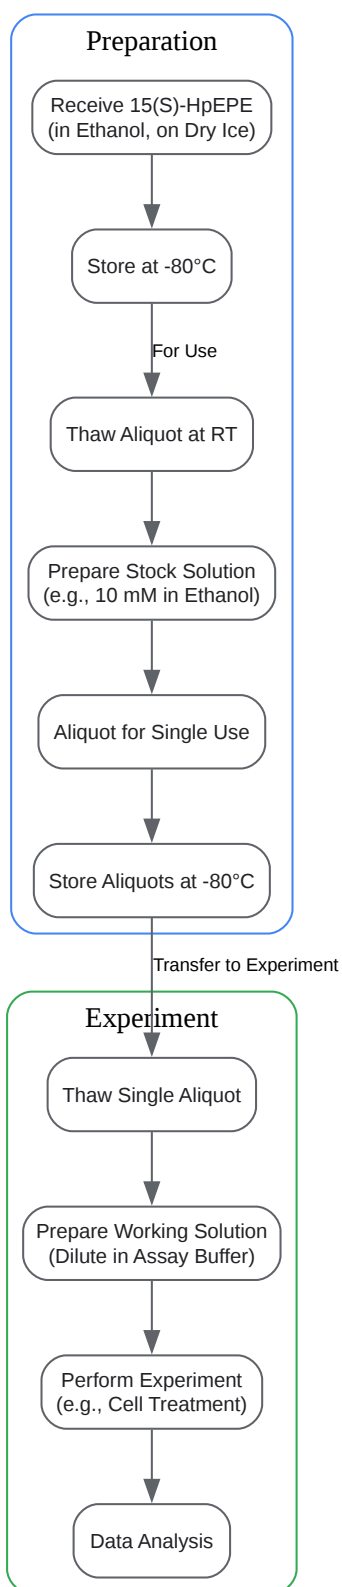 Preparation
Receive 15(S)-HpEPE
(in Ethanol, on Dry Ice)
Store at -80°C
For Use
Thaw Aliquot at RT
Prepare Stock Solution
(e.g., 10 mM in Ethanol)
Aliquot for Single Use
Store Aliquots at -80°C
Transfer to Experiment
Experiment
Thaw Single Aliquot
Prepare Working Solution
(Dilute in Assay Buffer)
Perform Experiment
(e.g., Cell Treatment)
Data Analysis